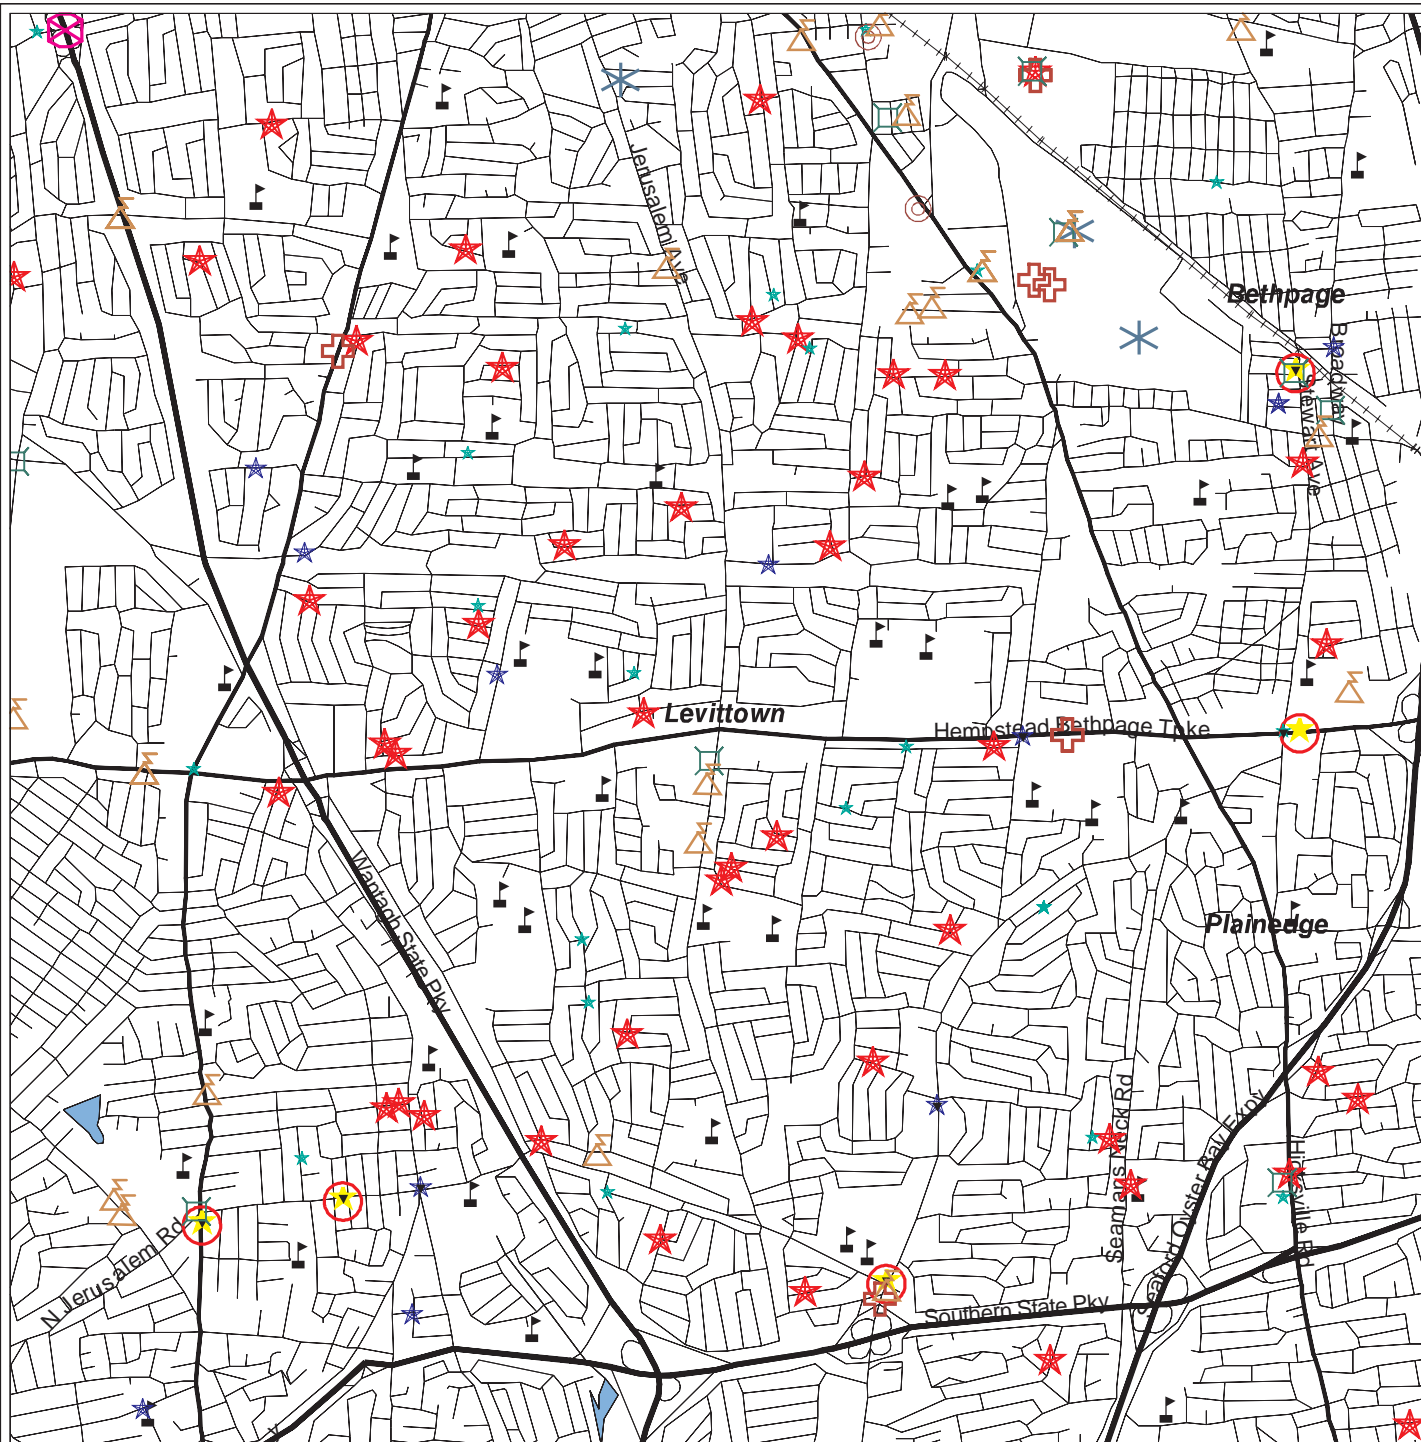 Jerusalem Ave
Bethpage
Broadway
Stewart Ave
Levittown
Hempstead Bethpage Tpke
Wantagh State Pky
Plainedge
Seamans Neck Rd
Seaford Oyster Bay Expy
Hicksville Rd
N Jerusalem Rd
Southern State Pky